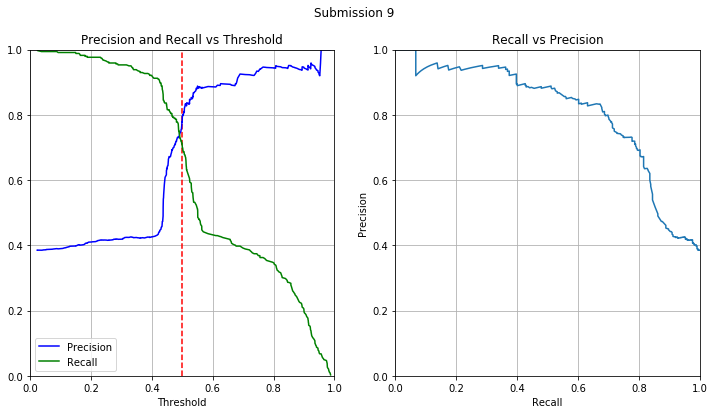 Submission 9
Precision and Recall vs Threshold
1.0
0.8
0.6
0.4
0.2
0.0
0.0 0.2 0.4 0.6 0.8 1.0
Threshold
Precision
Recall
Recall vs Precision
Precision
1.0
0.8
0.6
0.4
0.2
0.0
0.0 0.2 0.4 0.6 0.8 1.0
Recall